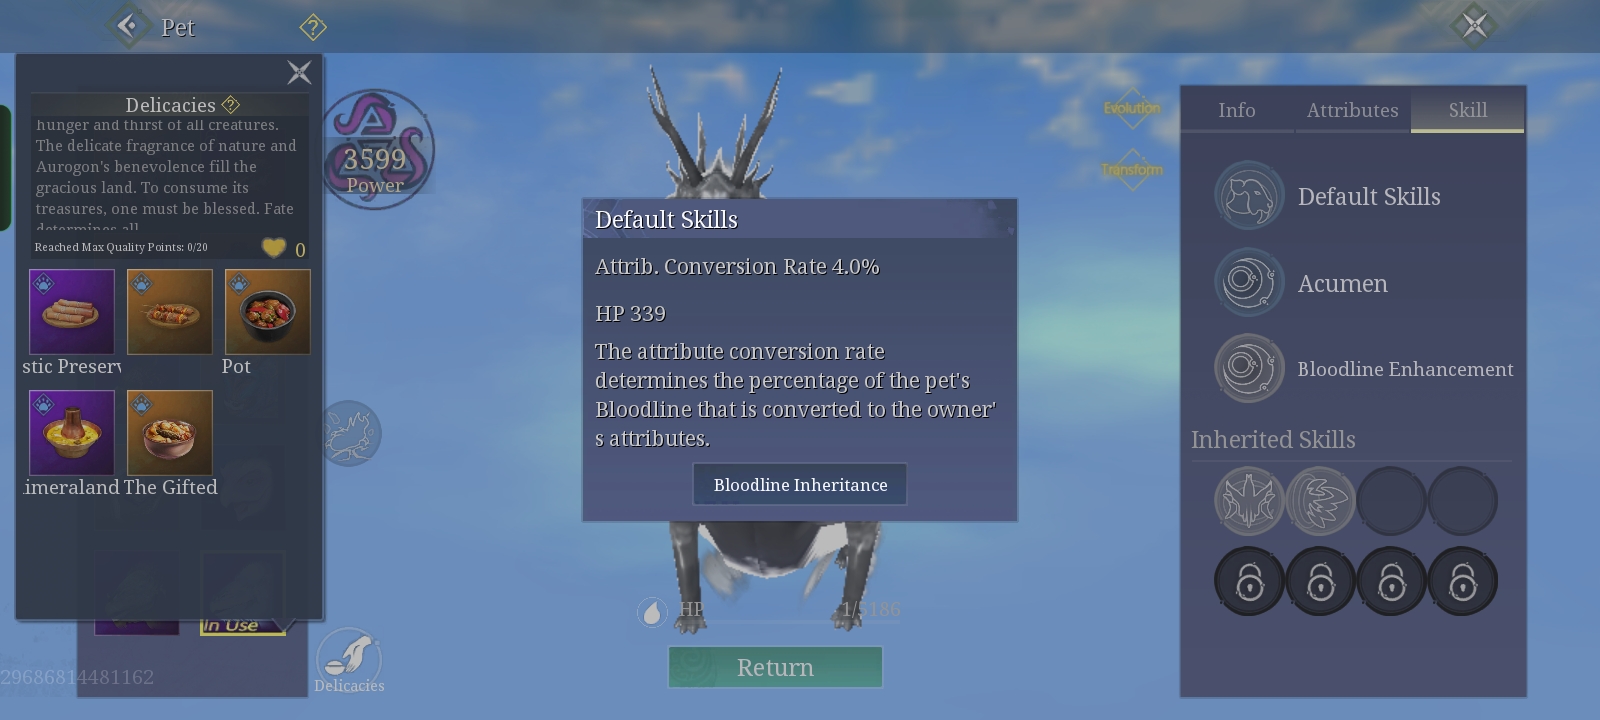 Pet
?
Delicacies ?
hunger and thirst of all creatures.
The delicate fragrance of nature and
Aurogon's benevolence fill the
gracious land. To consume its
treasures, one must be blessed. Fate
determines all.
Reached Max Quality Points: 0/20
0
stic Preserv
Pot
imeraland
The Gifted
In Use
29686814481162
3599
Power
Delicacies
Default Skills
Attrib. Conversion Rate 4.0%
HP 339
The attribute conversion rate
determines the percentage of the pet's
Bloodline that is converted to the owner'
s attributes.
Bloodline Inheritance
HP
1/5186
Return
Evolution
Transform
Info
Attributes
Skill
Default Skills
Acumen
Bloodline Enhancement
Inherited Skills